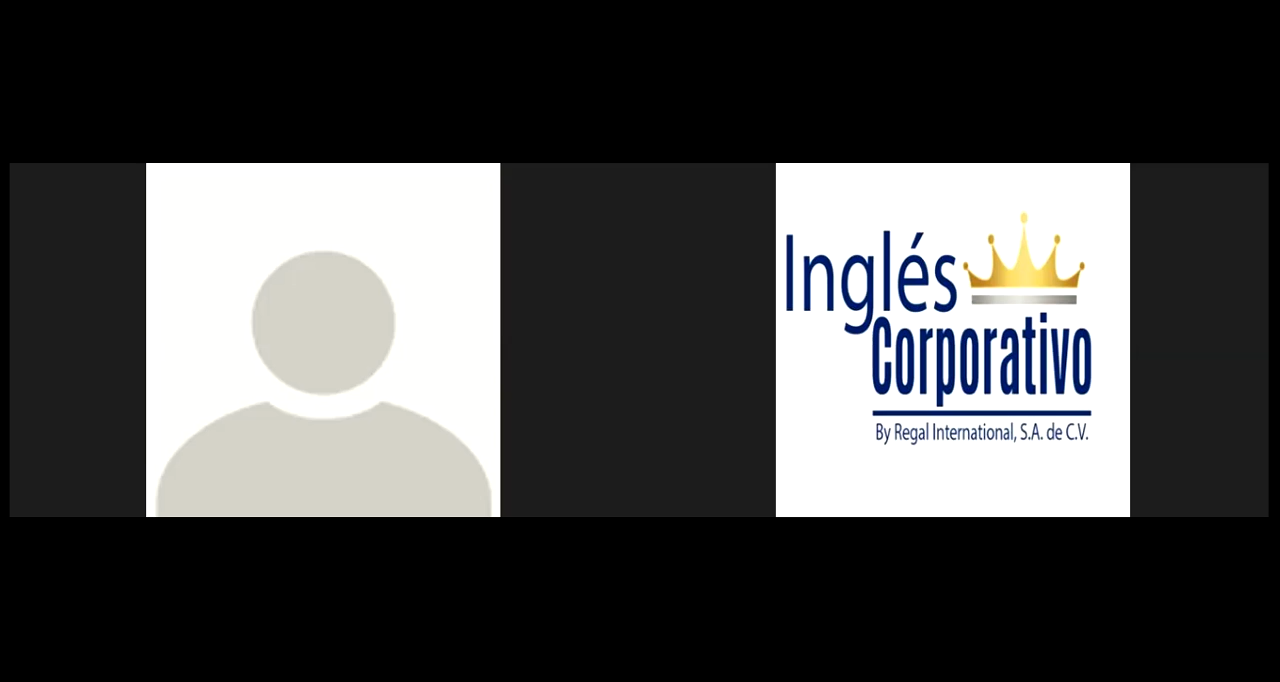 Inglés
Corporativo
By Regal International, S.A. de C.V.